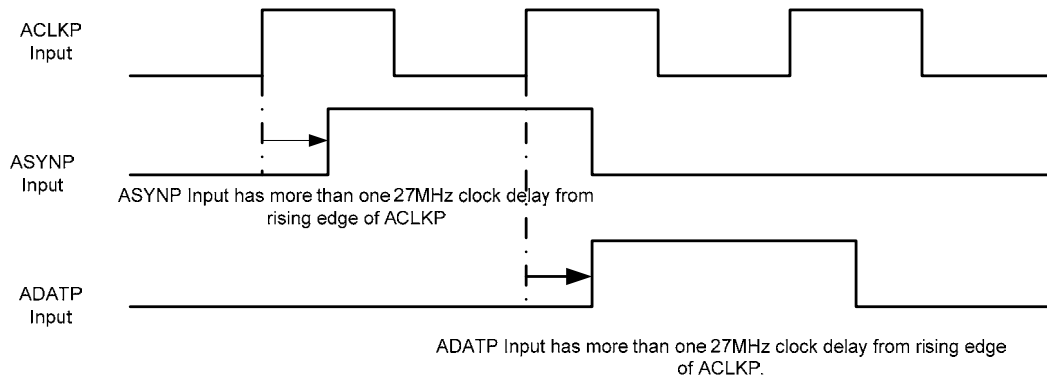 ACLKP
Input
ASYNP
Input
ASYNP Input has more than one 27MHz clock delay from
rising edge of ACLKP
ADATP
Input
ADATP Input has more than one 27MHz clock delay from rising edge
of ACLKP.